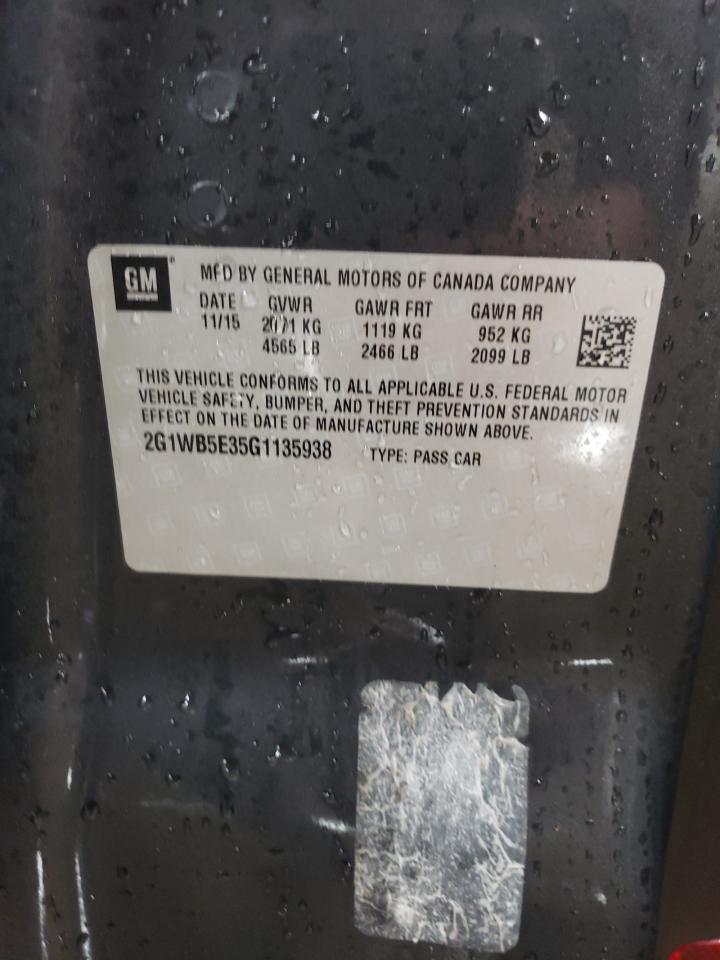 GM
MFD BY GENERAL MOTORS OF CANADA COMPANY
DATE GVWR GAWR FRT GAWR RR
11/15 2071 KG 1119 KG 952 KG
4565 LB 2466 LB 2099 LB
THIS VEHICLE CONFORMS TO ALL APPLICABLE U.S. FEDERAL MOTOR
VEHICLE SAFETY, BUMPER, AND THEFT PREVENTION STANDARDS IN
EFFECT ON THE DATE OF MANUFACTURE SHOWN ABOVE.
2G1WB5E35G1135938 TYPE: PASS CAR